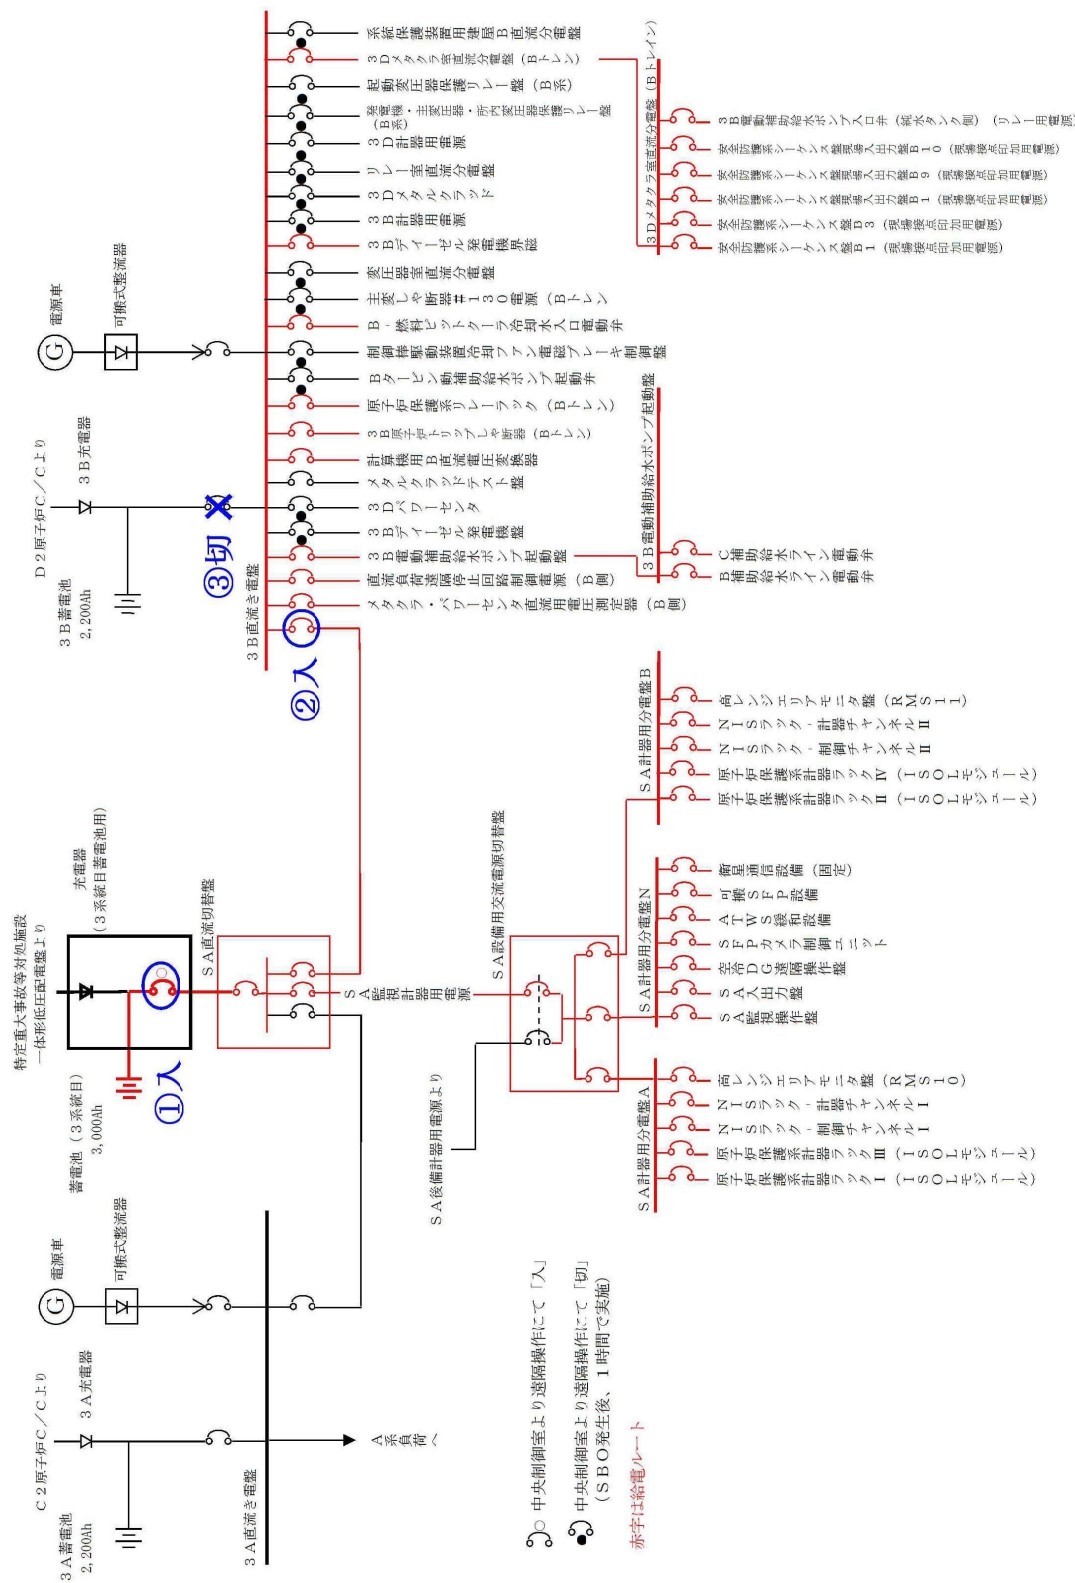 C2原子炉C/Cより
3A蓄電池
2,200Ah
3A充電器
電源車
G
可搬式整流器
3A直流き電盤
A系負荷へ
特定重大事故等対処施設
一体形低圧配電盤より
充電器
(3系統目蓄電池用)
蓄電池(3系統目)
3,000Ah
①入
SA直流切替盤
SA監視計器用電源
SA後備計器用電源より
SA設備用交流電源切替盤
SA計器用分電盤A
高レンジエリアモニタ盤(RMS10)
NISラック-計器チャンネルⅠ
NISラック-制御チャンネルⅠ
原子炉保護系計器ラックⅢ(ISOLモジュール)
原子炉保護系計器ラックⅠ(ISOLモジュール)
SA計器用分電盤N
衛星通信設備(固定)
可搬SFP設備
ATWS緩和設備
SFPカメラ制御ユニット
空冷DG遠隔操作盤
SA入出力盤
SA監視操作盤
SA計器用分電盤B
高レンジエリアモニタ盤(RMS11)
NISラック-計器チャンネルⅡ
NISラック-制御チャンネルⅡ
原子炉保護系計器ラックⅣ(ISOLモジュール)
原子炉保護系計器ラックⅡ(ISOLモジュール)
D2原子炉C/Cより
3B蓄電池
2,200Ah
3B充電器
電源車
G
可搬式整流器
③切
②入
3B直流き電盤
系統保護装置用建屋B直流分電盤
3Dメタクラ室直流分電盤(Bトレン)
起動変圧器保護リレー盤(B系)
発電機・主変圧器・所内変圧器保護リレー盤
(B系)
3D計器用電源
リレー室直流分電盤
3Dメタルクラッド
3B計器用電源
3Bディーゼル発電機界磁
変圧器室直流分電盤
主変しゃ断器#130電源(Bトレン
B-燃料ピットクーラ冷却水入口電動弁
制御棒駆動装置冷却ファン電磁ブレーキ制御盤
Bタービン動補助給水ポンプ起動弁
原子炉保護系リレーラック(Bトレン)
3B原子炉トリップしゃ断器(Bトレン)
計算機用B直流電圧変換器
メタルクラッドテスト盤
3Dパワーセンタ
3Bディーゼル発電機盤
3B電動補助給水ポンプ起動盤
直流負荷遠隔停止回路制御電源(B側)
メタクラ・パワーセンタ直流用電圧測定器(B側)
3Dメタクラ室直流分電盤(Bトレイン)
3B電動補助給水ポンプ入口弁(純水タンク側)(リレー用電源)
安全防護系シーケンス盤現場入出力盤B10(現場接点印加用電源)
安全防護系シーケンス盤現場入出力盤B9(現場接点印加用電源)
安全防護系シーケンス盤現場入出力盤B1(現場接点印加用電源)
安全防護系シーケンス盤B3(現場接点印加用電源)
安全防護系シーケンス盤B1(現場接点印加用電源)
3B電動補助給水ポンプ起動盤
C補助給水ライン電動弁
B補助給水ライン電動弁
中央制御室より遠隔操作にて「入」
中央制御室より遠隔操作にて「切」
(SBO発生後、1時間で実施)
赤字は給電ルート